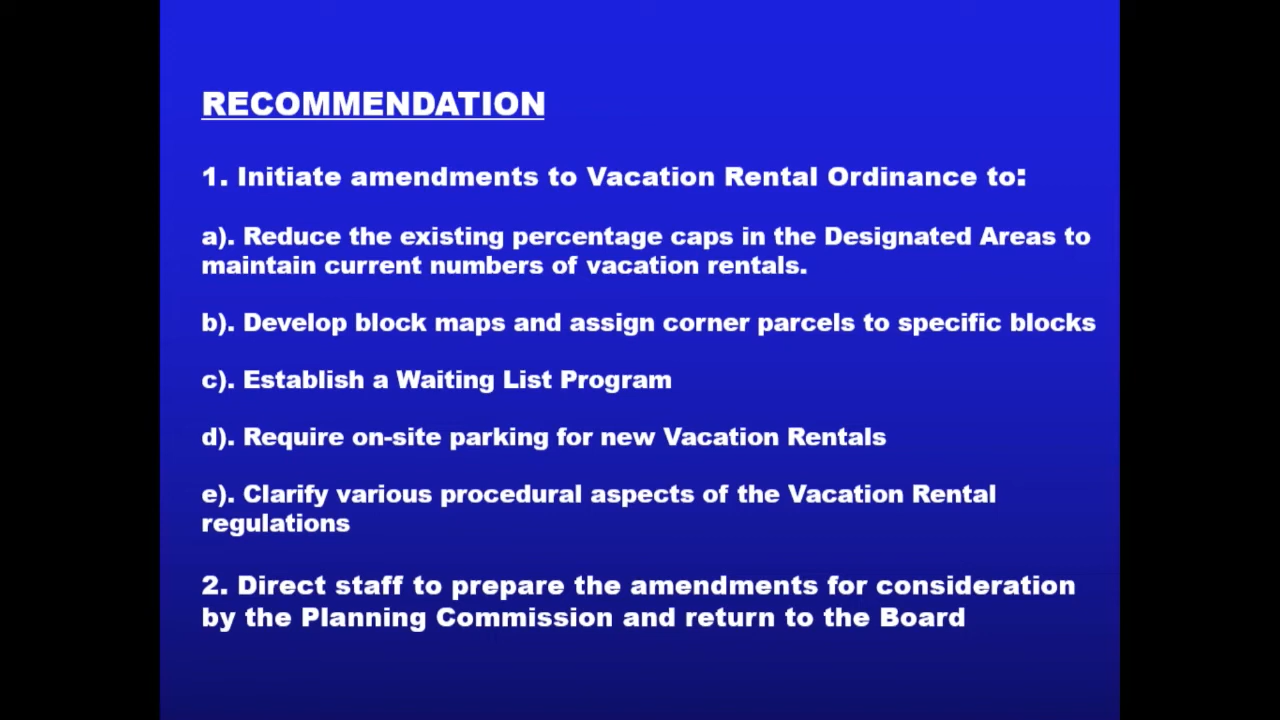 RECOMMENDATION
1. Initiate amendments to Vacation Rental Ordinance to:
a). Reduce the existing percentage caps in the Designated Areas to
maintain current numbers of vacation rentals.
b). Develop block maps and assign corner parcels to specific blocks
c). Establish a Waiting List Program
d). Require on-site parking for new Vacation Rentals
e). Clarify various procedural aspects of the Vacation Rental
regulations
2. Direct staff to prepare the amendments for consideration
by the Planning Commission and return to the Board